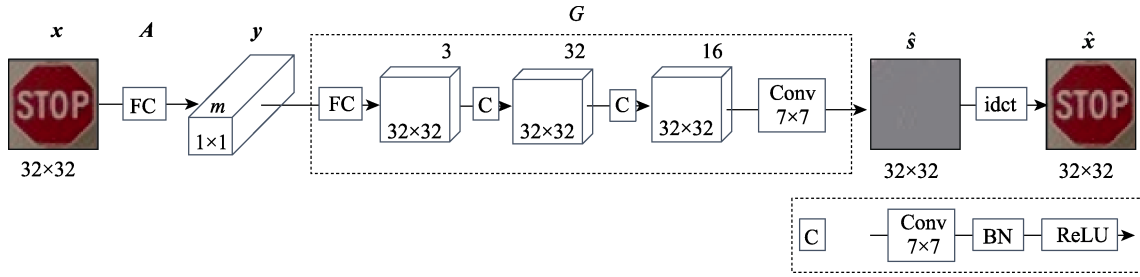 x A y G ŝ x̂
3 32 16
STOP FC m FC C C Conv idct STOP
7×7
1×1 32×32 32×32 32×32
32×32 32×32 32×32
C Conv BN ReLU
7×7